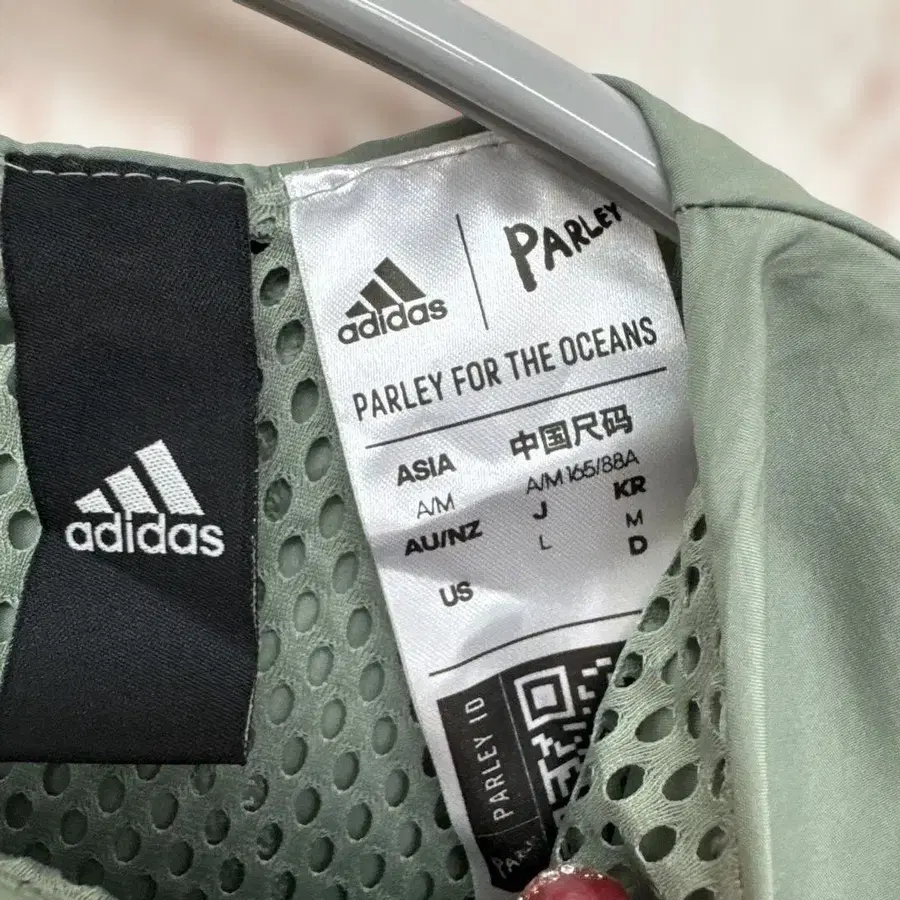 adidas
adidas
PARLEY
PARLEY FOR THE OCEANS
ASIA 中国尺码
A/M A/M 165/88A
AU/NZ J KR
L M
US D
PARLEY ID